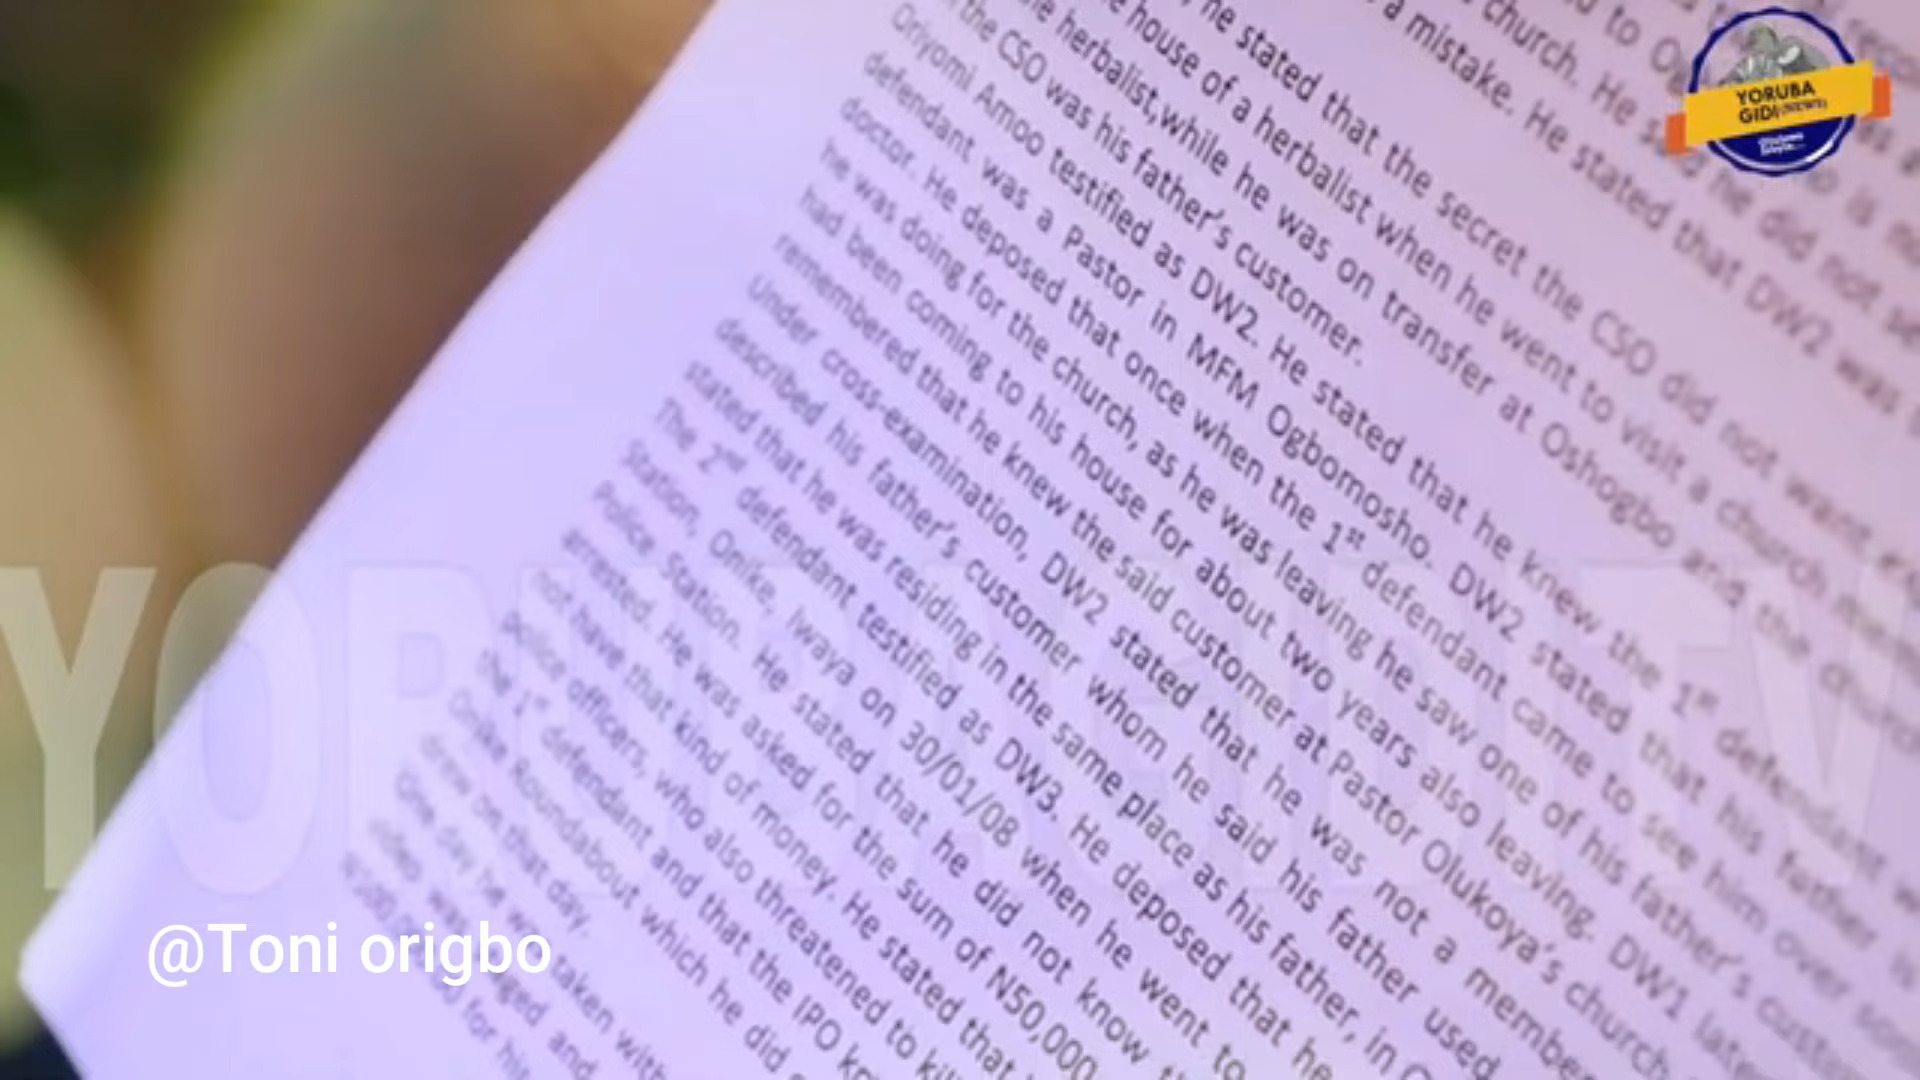 church. He said he did not
a mistake. He stated that DW2 was
he stated that the secret the CSO did not want
house of a herbalist when he went to visit a church
herbalist,while he was on transfer at Oshogbo and the church
the CSO was his father's customer.
Oriyomi Amoo testified as DW2. He stated that he knew the 1st defendant
defendant was a Pastor in MFM Ogbomosho. DW2 stated that his father is
doctor. He deposed that once when the 1st defendant came to see him over
he was doing for the church, as he was leaving he saw one of his father's
had been coming to his house for about two years also leaving. DW1 later
remembered that he knew the said customer at Pastor Olukoya's church
Under cross-examination, DW2 stated that he was not a member
described his father's customer whom he said his father used
stated that he was residing in the same place as his father, in
The 2nd defendant testified as DW3. He deposed that he
Station, Onike, Iwaya on 30/01/08 when he went to
Police Station. He stated that he did not know
arrested. He was asked for the sum of N50,000
not have that kind of money. He stated that
police officers, who also threatened to
the 1st defendant and that the IPO
Onike Roundabout which he did
drew on that day.
One day he was taken with
and
for his
YORUBA
GIDI (NEWS)
@Toni origbo